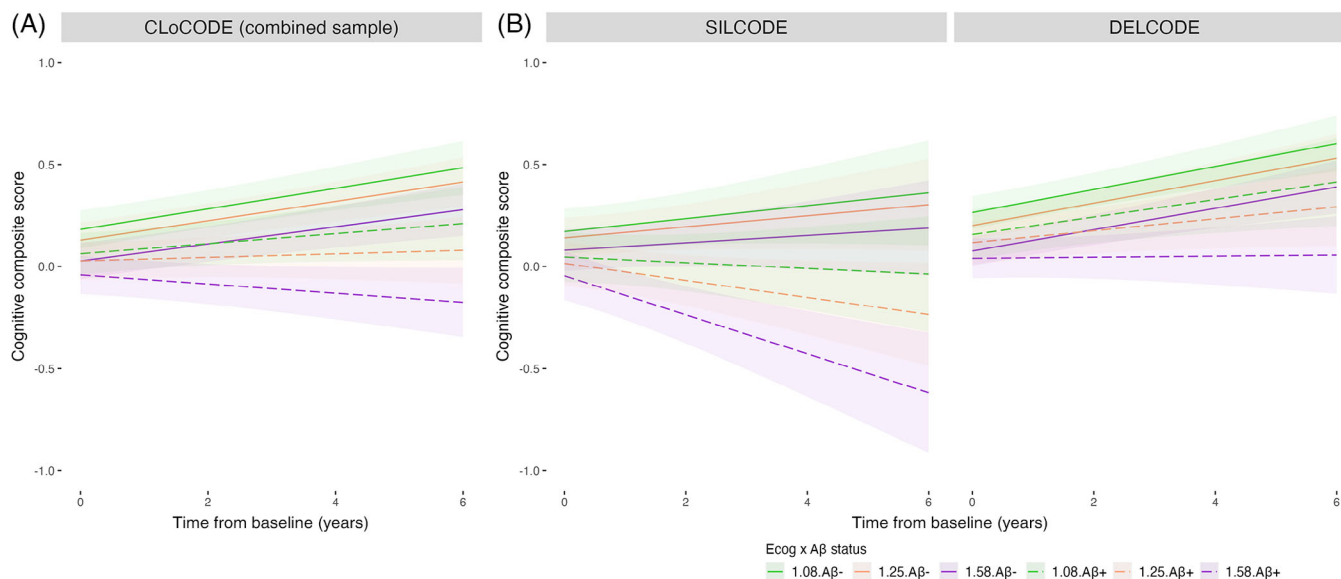 (A) CLoCODE (combined sample)
(B) SILCODE DELCODE
Cognitive composite score
1.0
0.5
0.0
-0.5
-1.0
0 2 4 6
Time from baseline (years)
Cognitive composite score
1.0
0.5
0.0
-0.5
-1.0
0 2 4 6
0 2 4 6
Time from baseline (years)
Ecog x Aβ status
1.08.Aβ- 1.25.Aβ- 1.58.Aβ- 1.08.Aβ+ 1.25.Aβ+ 1.58.Aβ+